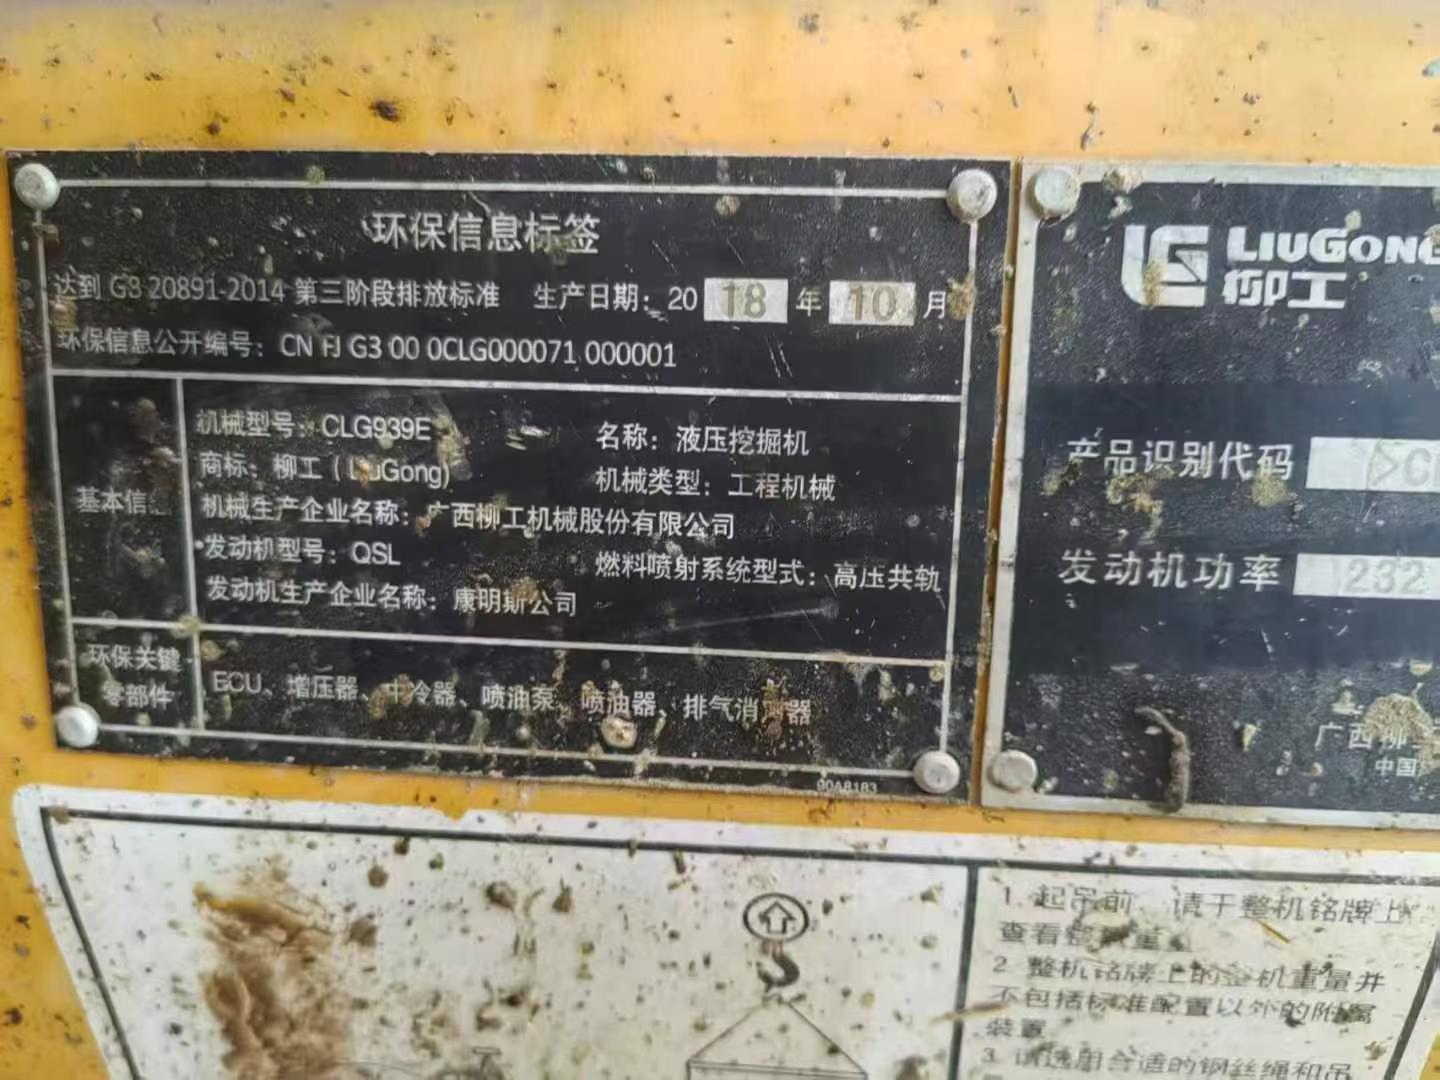 环保信息标签
达到 GB 20891-2014 第三阶段排放标准 生产日期：2018年10月
环保信息公开编号：CN FJ G3 00 0CLG000071 000001
基本信息
机械型号：CLG939E 名称：液压挖掘机
商标：柳工（LiuGong） 机械类型：工程机械
机械生产企业名称：广西柳工机械股份有限公司
发动机型号：QSL 燃料喷射系统型式：高压共轨
发动机生产企业名称：康明斯公司
环保关键
零部件
ECU、增压器、中冷器、喷油泵、喷油器、排气消声器
90A8183
LIUGONG
柳工
产品识别代码
发动机功率 232
广西柳
中国
1. 起吊前，请于整机铭牌上
查看整机重量
2 整机铭牌上的整机重量并
不包括标准配置以外的附属
装置
3 请选用合适的钢丝绳和吊